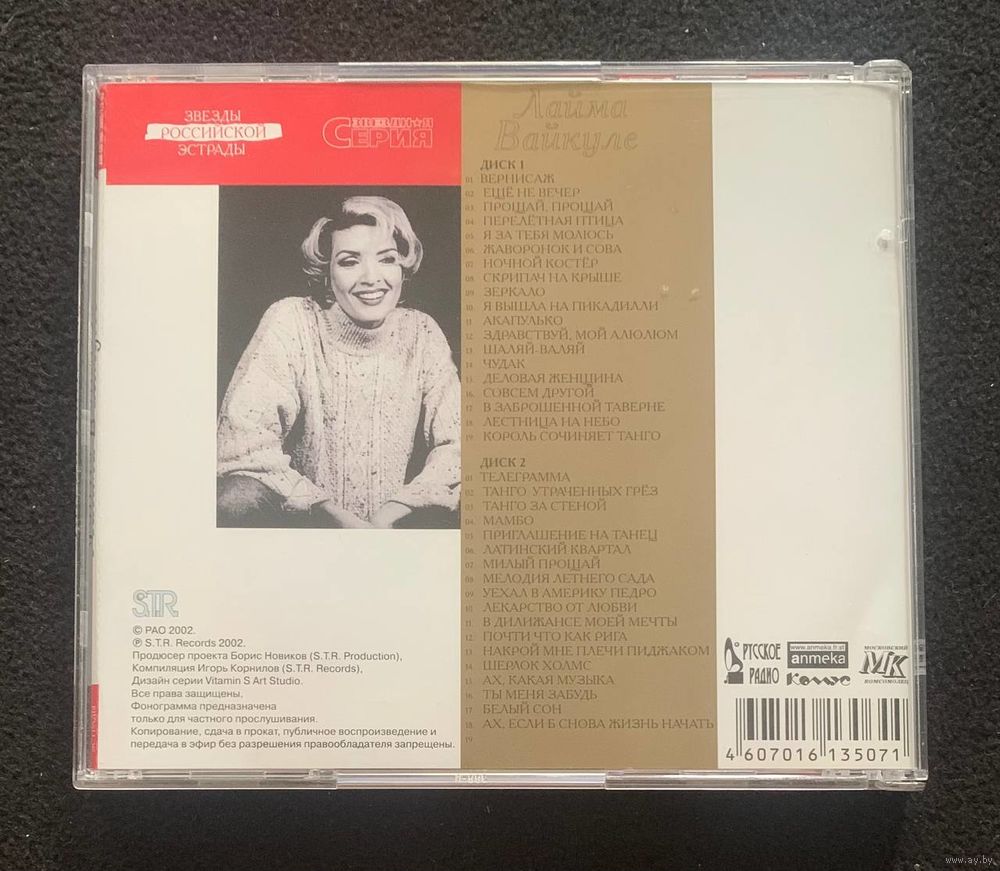 ЗВЕЗДЫ
РОССИЙСКОЙ
ЭСТРАДЫ
ЗВЕЗДНАЯ
СЕРИЯ
Лайма
Вайкуле
ДИСК 1
01. ВЕРНИСАЖ
02. ЕЩЁ НЕ ВЕЧЕР
03. ПРОЩАЙ, ПРОЩАЙ
04. ПЕРЕЛЁТНАЯ ПТИЦА
05. Я ЗА ТЕБЯ МОЛЮСЬ
06. ЖАВОРОНОК И СОВА
07. НОЧНОЙ КОСТЁР
08. СКРИПАЧ НА КРЫШЕ
09. ЗЕРКАЛО
10. Я ВЫШЛА НА ПИКАДИЛЛИ
11. АКАПУЛЬКО
12. ЗДРАВСТВУЙ, МОЙ АЛЮЛЮМ
13. ШАЛЯЙ-ВАЛЯЙ
14. ЧУДАК
15. ДЕЛОВАЯ ЖЕНЩИНА
16. СОВСЕМ ДРУГОЙ
17. В ЗАБРОШЕННОЙ ТАВЕРНЕ
18. ЛЕСТНИЦА НА НЕБО
19. КОРОЛЬ СОЧИНЯЕТ ТАНГО
ДИСК 2
01. ТЕЛЕГРАММА
02. ТАНГО УТРАЧЕННЫХ ГРЁЗ
03. ТАНГО ЗА СТЕНОЙ
04. МАМБО
05. ПРИГЛАШЕНИЕ НА ТАНЕЦ
06. ЛАТИНСКИЙ КВАРТАЛ
07. МИЛЫЙ ПРОЩАЙ
08. МЕЛОДИЯ ЛЕТНЕГО САДА
09. УЕХАЛ В АМЕРИКУ ПЕДРО
10. ЛЕКАРСТВО ОТ ЛЮБВИ
11. В ДИЛИЖАНСЕ МОЕЙ МЕЧТЫ
12. ПОЧТИ ЧТО КАК РИГА
13. НАКРОЙ МНЕ ПЛЕЧИ ПИДЖАКОМ
14. ШЕРЛОК ХОЛМС
15. АХ, КАКАЯ МУЗЫКА
16. ТЫ МЕНЯ ЗАБУДЬ
17. БЕЛЫЙ СОН
18. АХ, ЕСЛИ Б СНОВА ЖИЗНЬ НАЧАТЬ
19
S.T.R.
© РАО 2002.
℗ S.T.R. Records 2002.
Продюсер проекта Борис Новиков (S.T.R. Production),
Компиляция Игорь Корнилов (S.T.R. Records),
Дизайн серии Vitamin S Art Studio.
Все права защищены.
Фонограмма предназначена
только для частного прослушивания.
Копирование, сдача в прокат, публичное воспроизведение и
передача в эфир без разрешения правообладателя запрещены.
РУССКОЕ
РАДИО
www.anmeka.fr.st
anmeka
Комус
МОСКОВСКИЙ
МК
КОМСОМОЛЕЦ
4 607016 135071
www.ay.by